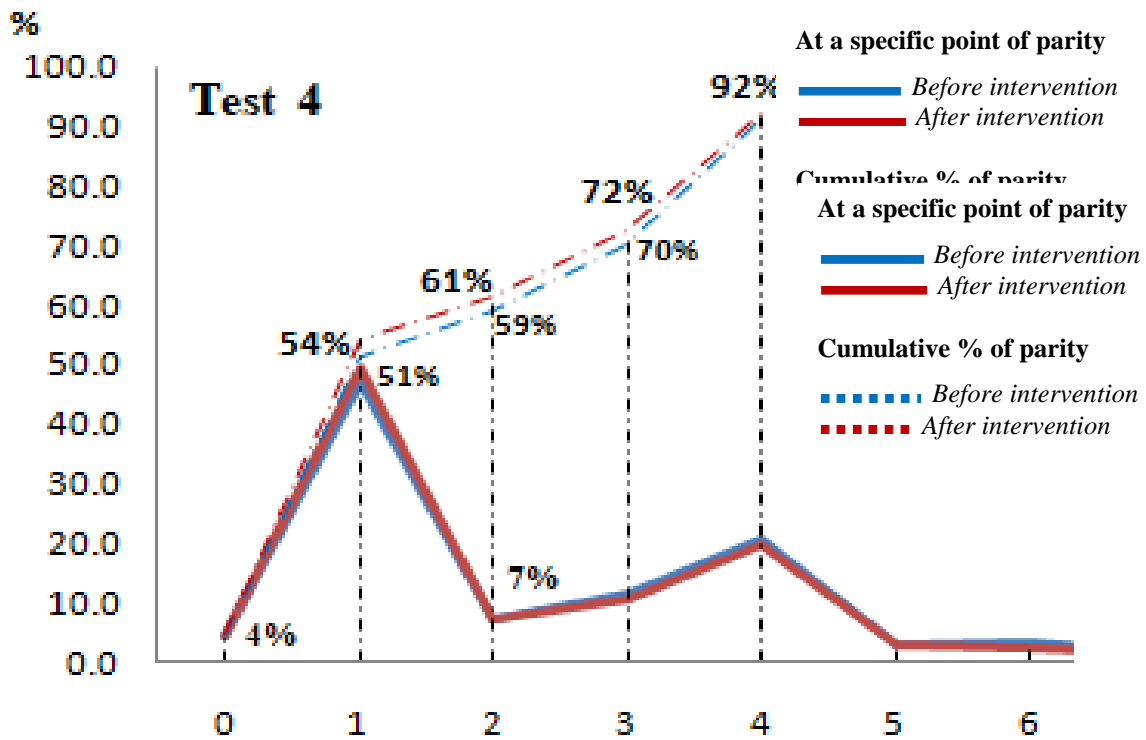 %
100.0
90.0
80.0
70.0
60.0
50.0
40.0
30.0
20.0
10.0
0.0
Test 4
92%
72%
70%
61%
59%
54%
51%
7%
4%
0 1 2 3 4 5 6
At a specific point of parity
Before intervention
After intervention
Cumulative % of parity
At a specific point of parity
Before intervention
After intervention
Cumulative % of parity
Before intervention
After intervention